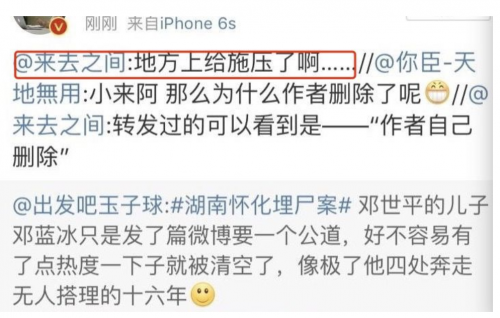 刚刚 来自iPhone 6s
@来去之间:地方上给施压了啊......//@你臣-天
地無用:小来阿 那么为什么作者删除了呢//@
来去之间:转发过的可以看到是——“作者自己
删除”
@出发吧玉子球:#湖南怀化埋尸案# 邓世平的儿子
邓蓝冰只是发了篇微博要一个公道，好不容易有
了点热度一下子就被清空了，像极了他四处奔走
无人搭理的十六年